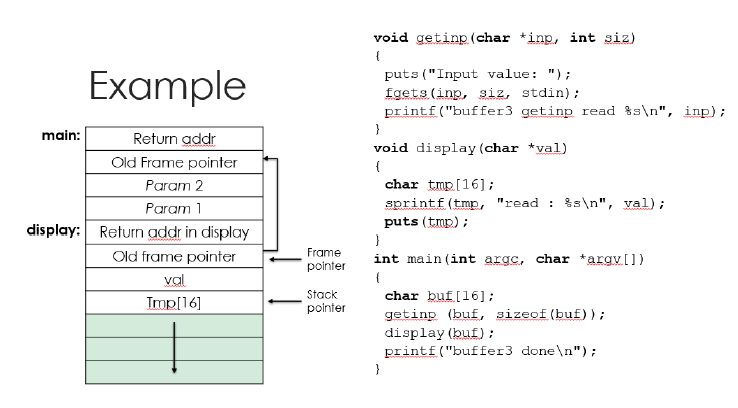 Example
main:
Return addr
Old Frame pointer
Param 2
Param 1
display:
Return addr in display
Old frame pointer
Frame
pointer
val
Tmp[16]
Stack
pointer
void getinp(char *inp, int siz)
{
puts("Input value: ");
fgets(inp, siz, stdin);
printf("buffer3 getinp read %s\n", inp);
}
void display(char *val)
{
char tmp[16];
sprintf(tmp, "read : %s\n", val);
puts(tmp);
}
int main(int argc, char *argv[])
{
char buf[16];
getinp (buf, sizeof(buf));
display(buf);
printf("buffer3 done\n");
}